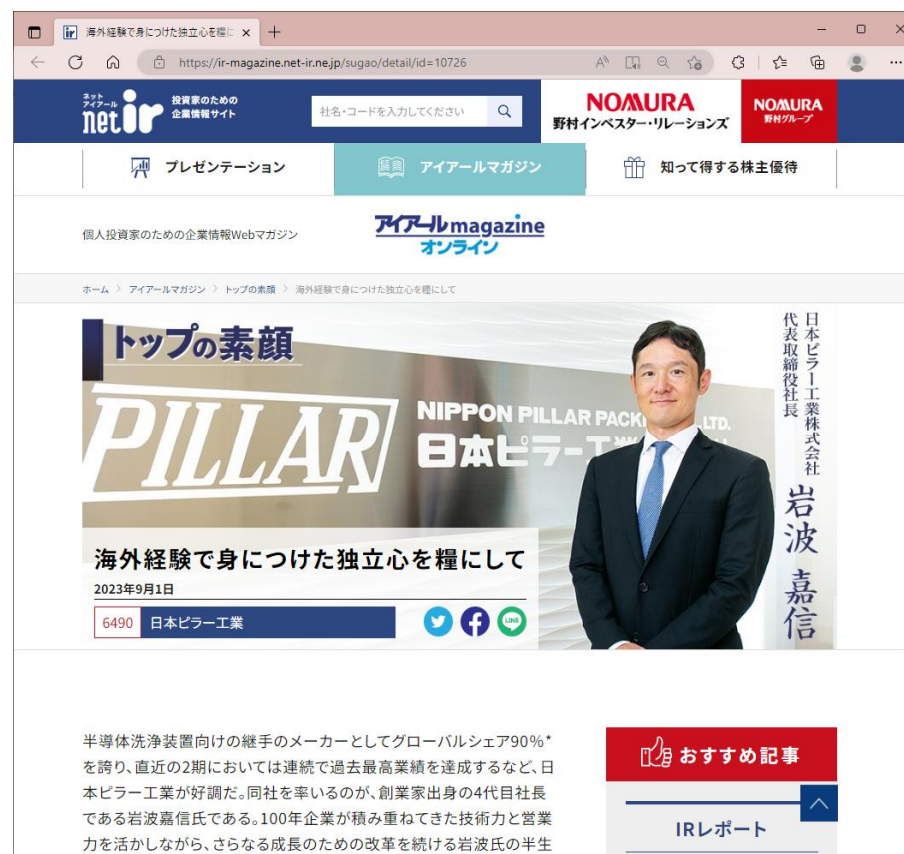 海外経験で身につけた独立心を糧に
https://ir-magazine.net-ir.ne.jp/sugao/detail/id=10726
ネット
アイアール
net ir
投資家のための
企業情報サイト
社名・コードを入力してください
NOMURA
野村インベスター・リレーションズ
NOMURA
野村グループ
プレゼンテーション
アイアールマガジン
知って得する株主優待
個人投資家のための企業情報Webマガジン
アイアールmagazine
オンライン
ホーム > アイアールマガジン > トップの素顔 > 海外経験で身につけた独立心を糧にして
トップの素顔
PILLAR
NIPPON PILLAR
LTD.
日本ピラー工業株式会社
代表取締役社長
岩波 嘉信
海外経験で身につけた独立心を糧にして
2023年9月1日
6490 日本ピラー工業
LINE
半導体洗浄装置向けの継手のメーカーとしてグローバルシェア90%*
を誇り、直近の2期においては連続で過去最高業績を達成するなど、日
本ピラー工業が好調だ。同社を率いるのが、創業家出身の4代目社長
である岩波嘉信氏である。100年企業が積み重ねてきた技術力と営業
力を活かしながら、さらなる成長のための改革を続ける岩波氏の半生
おすすめ記事
IRレポート